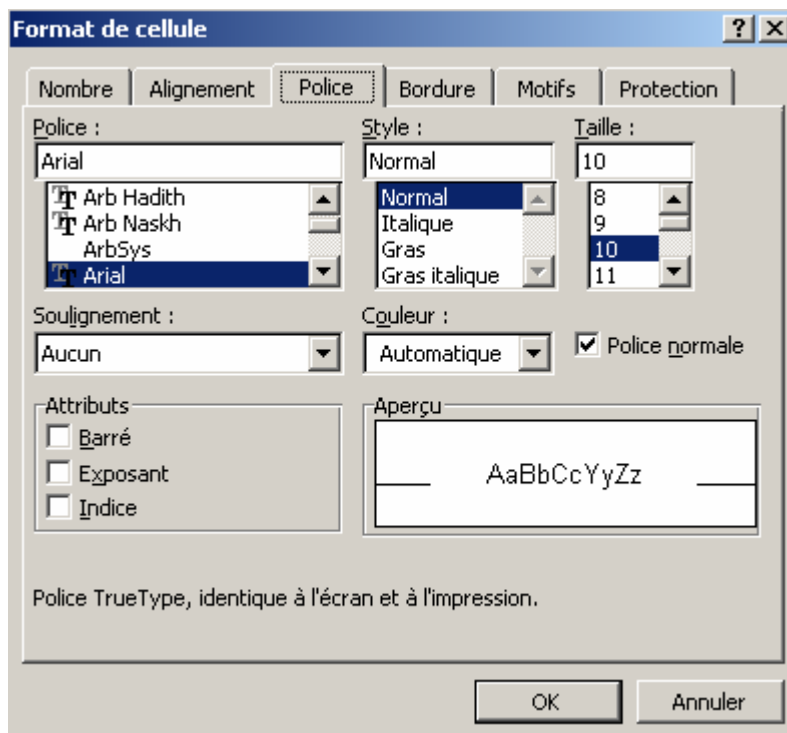 Format de cellule
Nombre Alignement Police Bordure Motifs Protection
Police : Style : Taille :
Arial Normal 10
Arb Hadith Normal 8
Arb Naskh Italique 9
ArbSys Gras 10
Arial Gras italique 11
Soulignement : Couleur :
Aucun Automatique Police normale
Attributs Aperçu
Barré
Exposant AaBbCcYyZz
Indice
Police TrueType, identique à l'écran et à l'impression.
OK Annuler